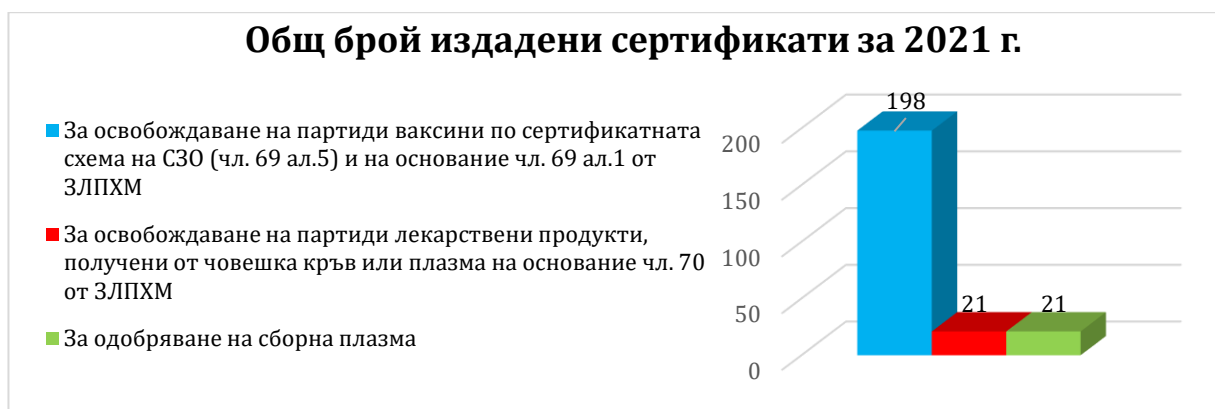 Общ брой издадени сертификати за 2021 г.
За освобождаване на партиди ваксини по сертификатната
схема на СЗО (чл. 69 ал.5) и на основание чл. 69 ал.1 от
ЗЛПХМ
За освобождаване на партиди лекарствени продукти,
получени от човешка кръв или плазма на основание чл. 70
от ЗЛПХМ
За одобряване на сборна плазма
198
200
150
100
50
0
21
21